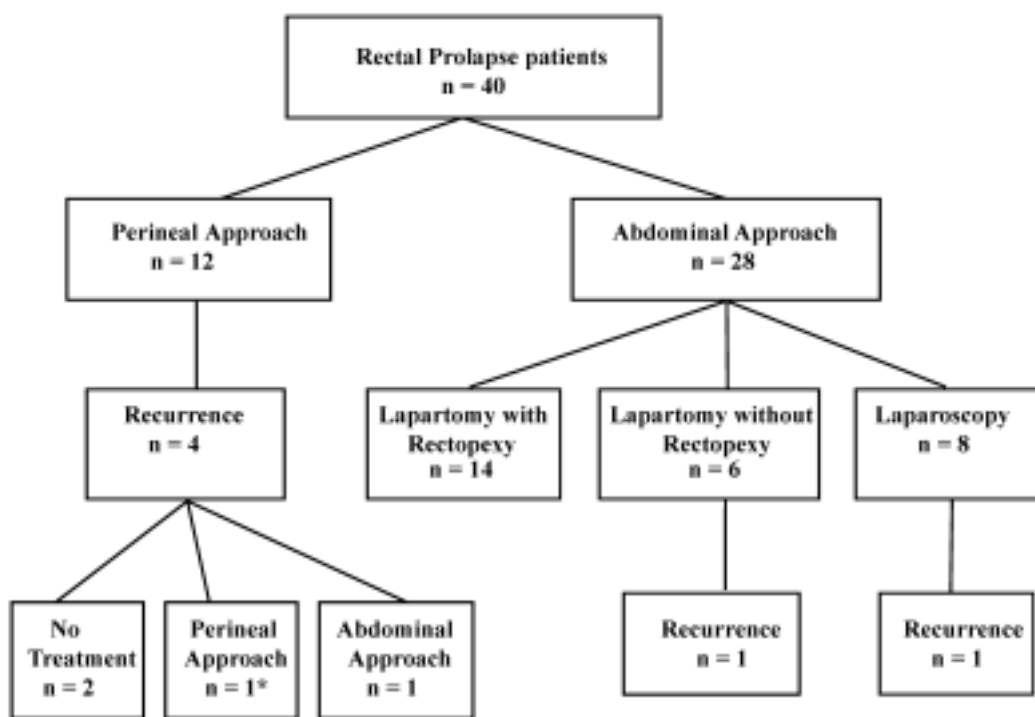 Rectal Prolapse patients
n = 40
Perineal Approach
n = 12
Abdominal Approach
n = 28
Recurrence
n = 4
Lapartomy with
Rectopexy
n = 14
Lapartomy without
Rectopexy
n = 6
Laparoscopy
n = 8
No
Treatment
n = 2
Perineal
Approach
n = 1*
Abdominal
Approach
n = 1
Recurrence
n = 1
Recurrence
n = 1